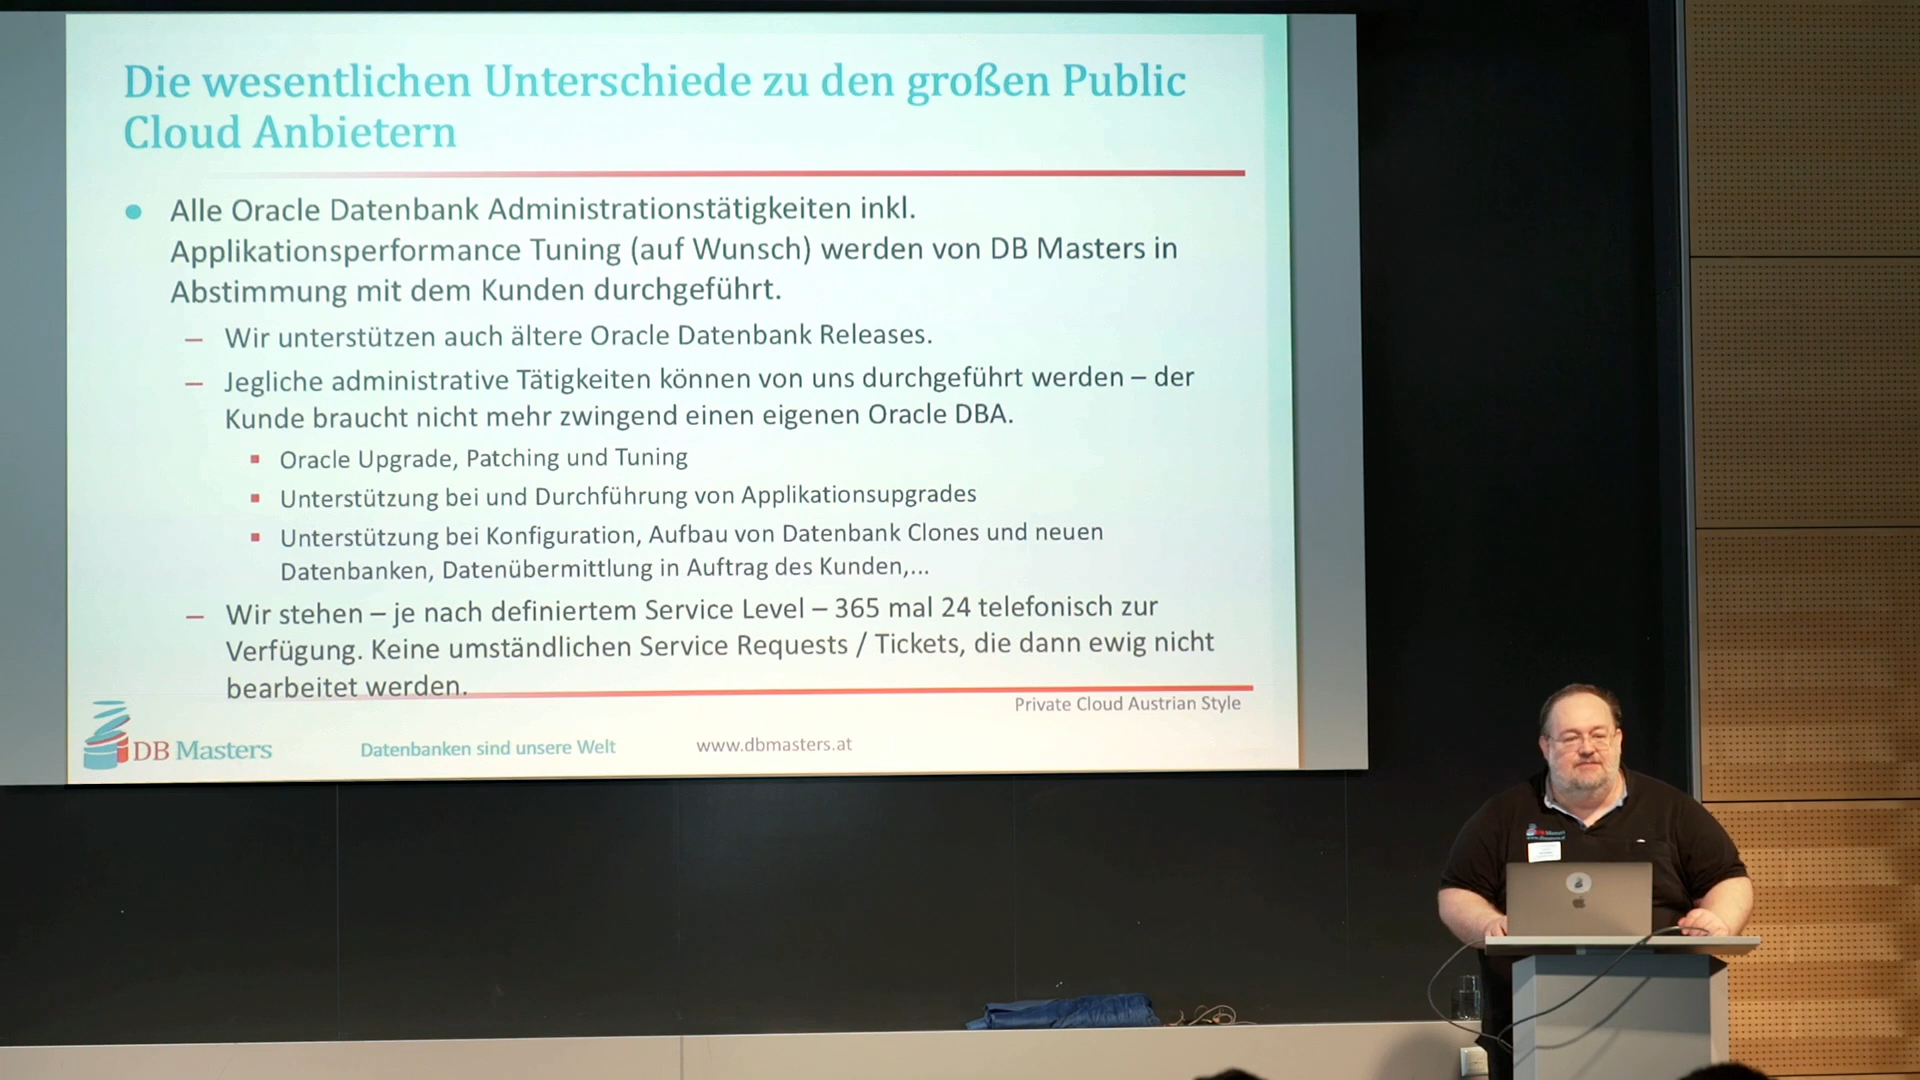 Die wesentlichen Unterschiede zu den großen Public
Cloud Anbietern
● Alle Oracle Datenbank Administrationstätigkeiten inkl.
Applikationsperformance Tuning (auf Wunsch) werden von DB Masters in
Abstimmung mit dem Kunden durchgeführt.
– Wir unterstützen auch ältere Oracle Datenbank Releases.
– Jegliche administrative Tätigkeiten können von uns durchgeführt werden – der
Kunde braucht nicht mehr zwingend einen eigenen Oracle DBA.
▪ Oracle Upgrade, Patching und Tuning
▪ Unterstützung bei und Durchführung von Applikationsupgrades
▪ Unterstützung bei Konfiguration, Aufbau von Datenbank Clones und neuen
Datenbanken, Datenübermittlung in Auftrag des Kunden,...
– Wir stehen – je nach definiertem Service Level – 365 mal 24 telefonisch zur
Verfügung. Keine umständlichen Service Requests / Tickets, die dann ewig nicht
bearbeitet werden.
Private Cloud Austrian Style
DB Masters
Datenbanken sind unsere Welt
www.dbmasters.at